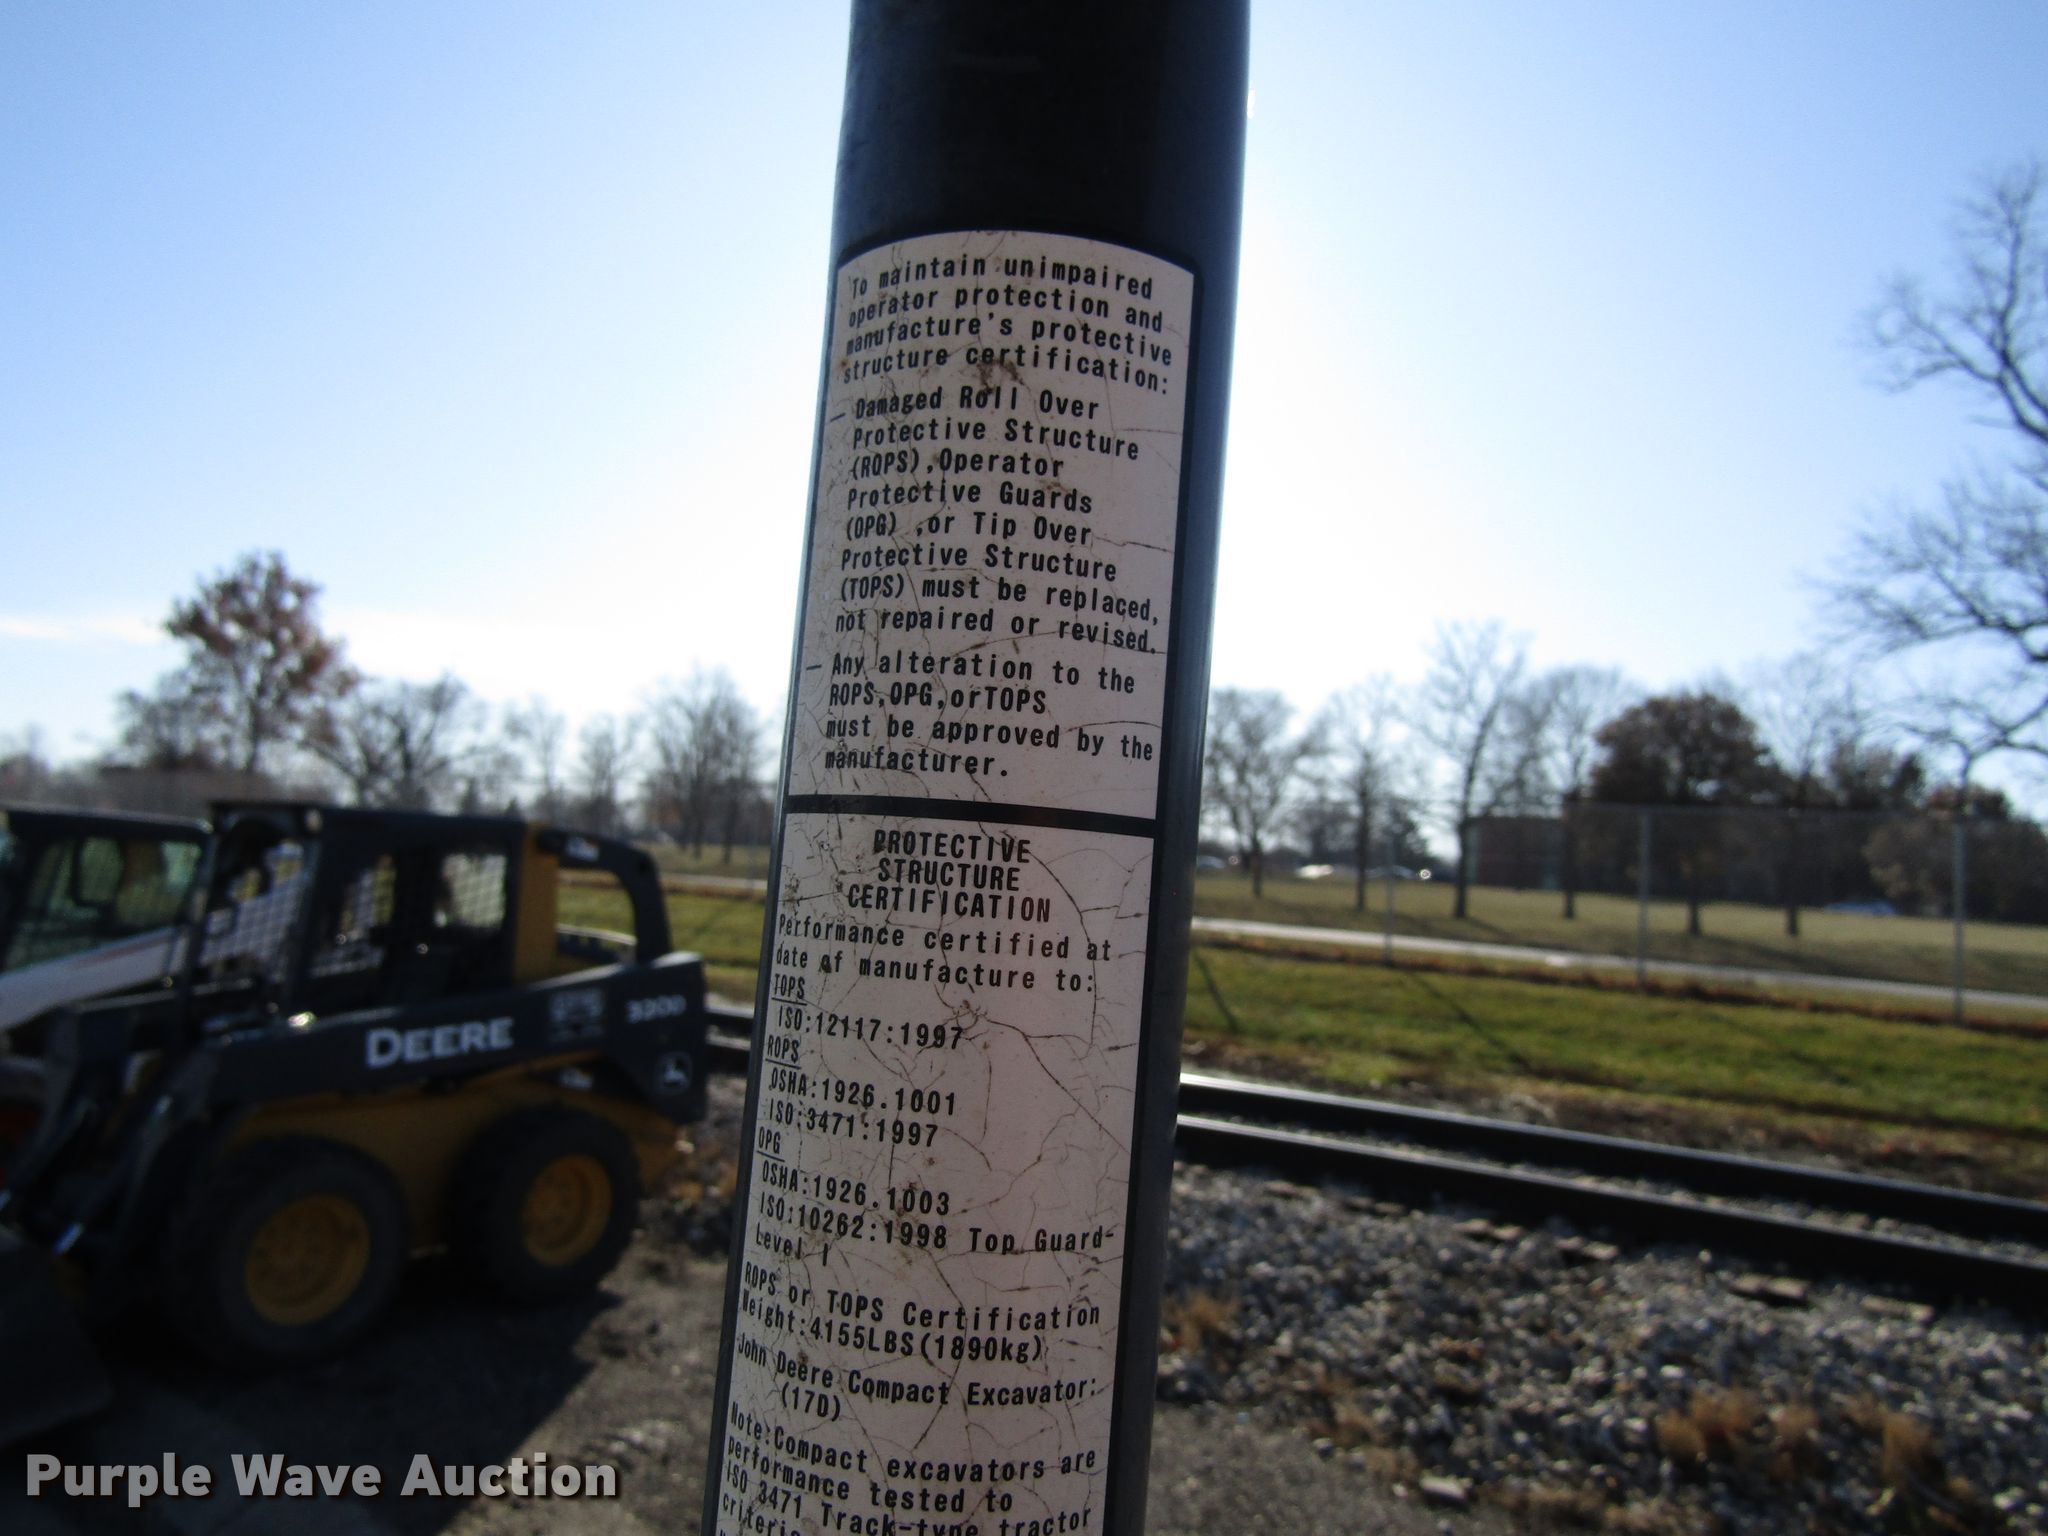 To maintain unimpaired
operator protection and
manufacture's protective
structure certification:
— Damaged Roll Over
Protective Structure
(ROPS),Operator
Protective Guards
(OPG) ,or Tip Over
Protective Structure
(TOPS) must be replaced,
not repaired or revised.
— Any alteration to the
ROPS,OPG,orTOPS
must be approved by the
manufacturer.
PROTECTIVE
STRUCTURE
CERTIFICATION
Performance certified at
date of manufacture to:
TOPS
ISO:12117:1997
ROPS
OSHA:1926.1001
ISO:3471:1997
OPG
OSHA:1926.1003
ISO:10262:1998 Top Guard-
Level I
ROPS or TOPS Certification
Weight:4155LBS(1890kg)
John Deere Compact Excavator:
(17D)
Note:Compact excavators are
performance tested to
ISO 3471 Track-type tractor
criteria
DEERE
320D
Purple Wave Auction